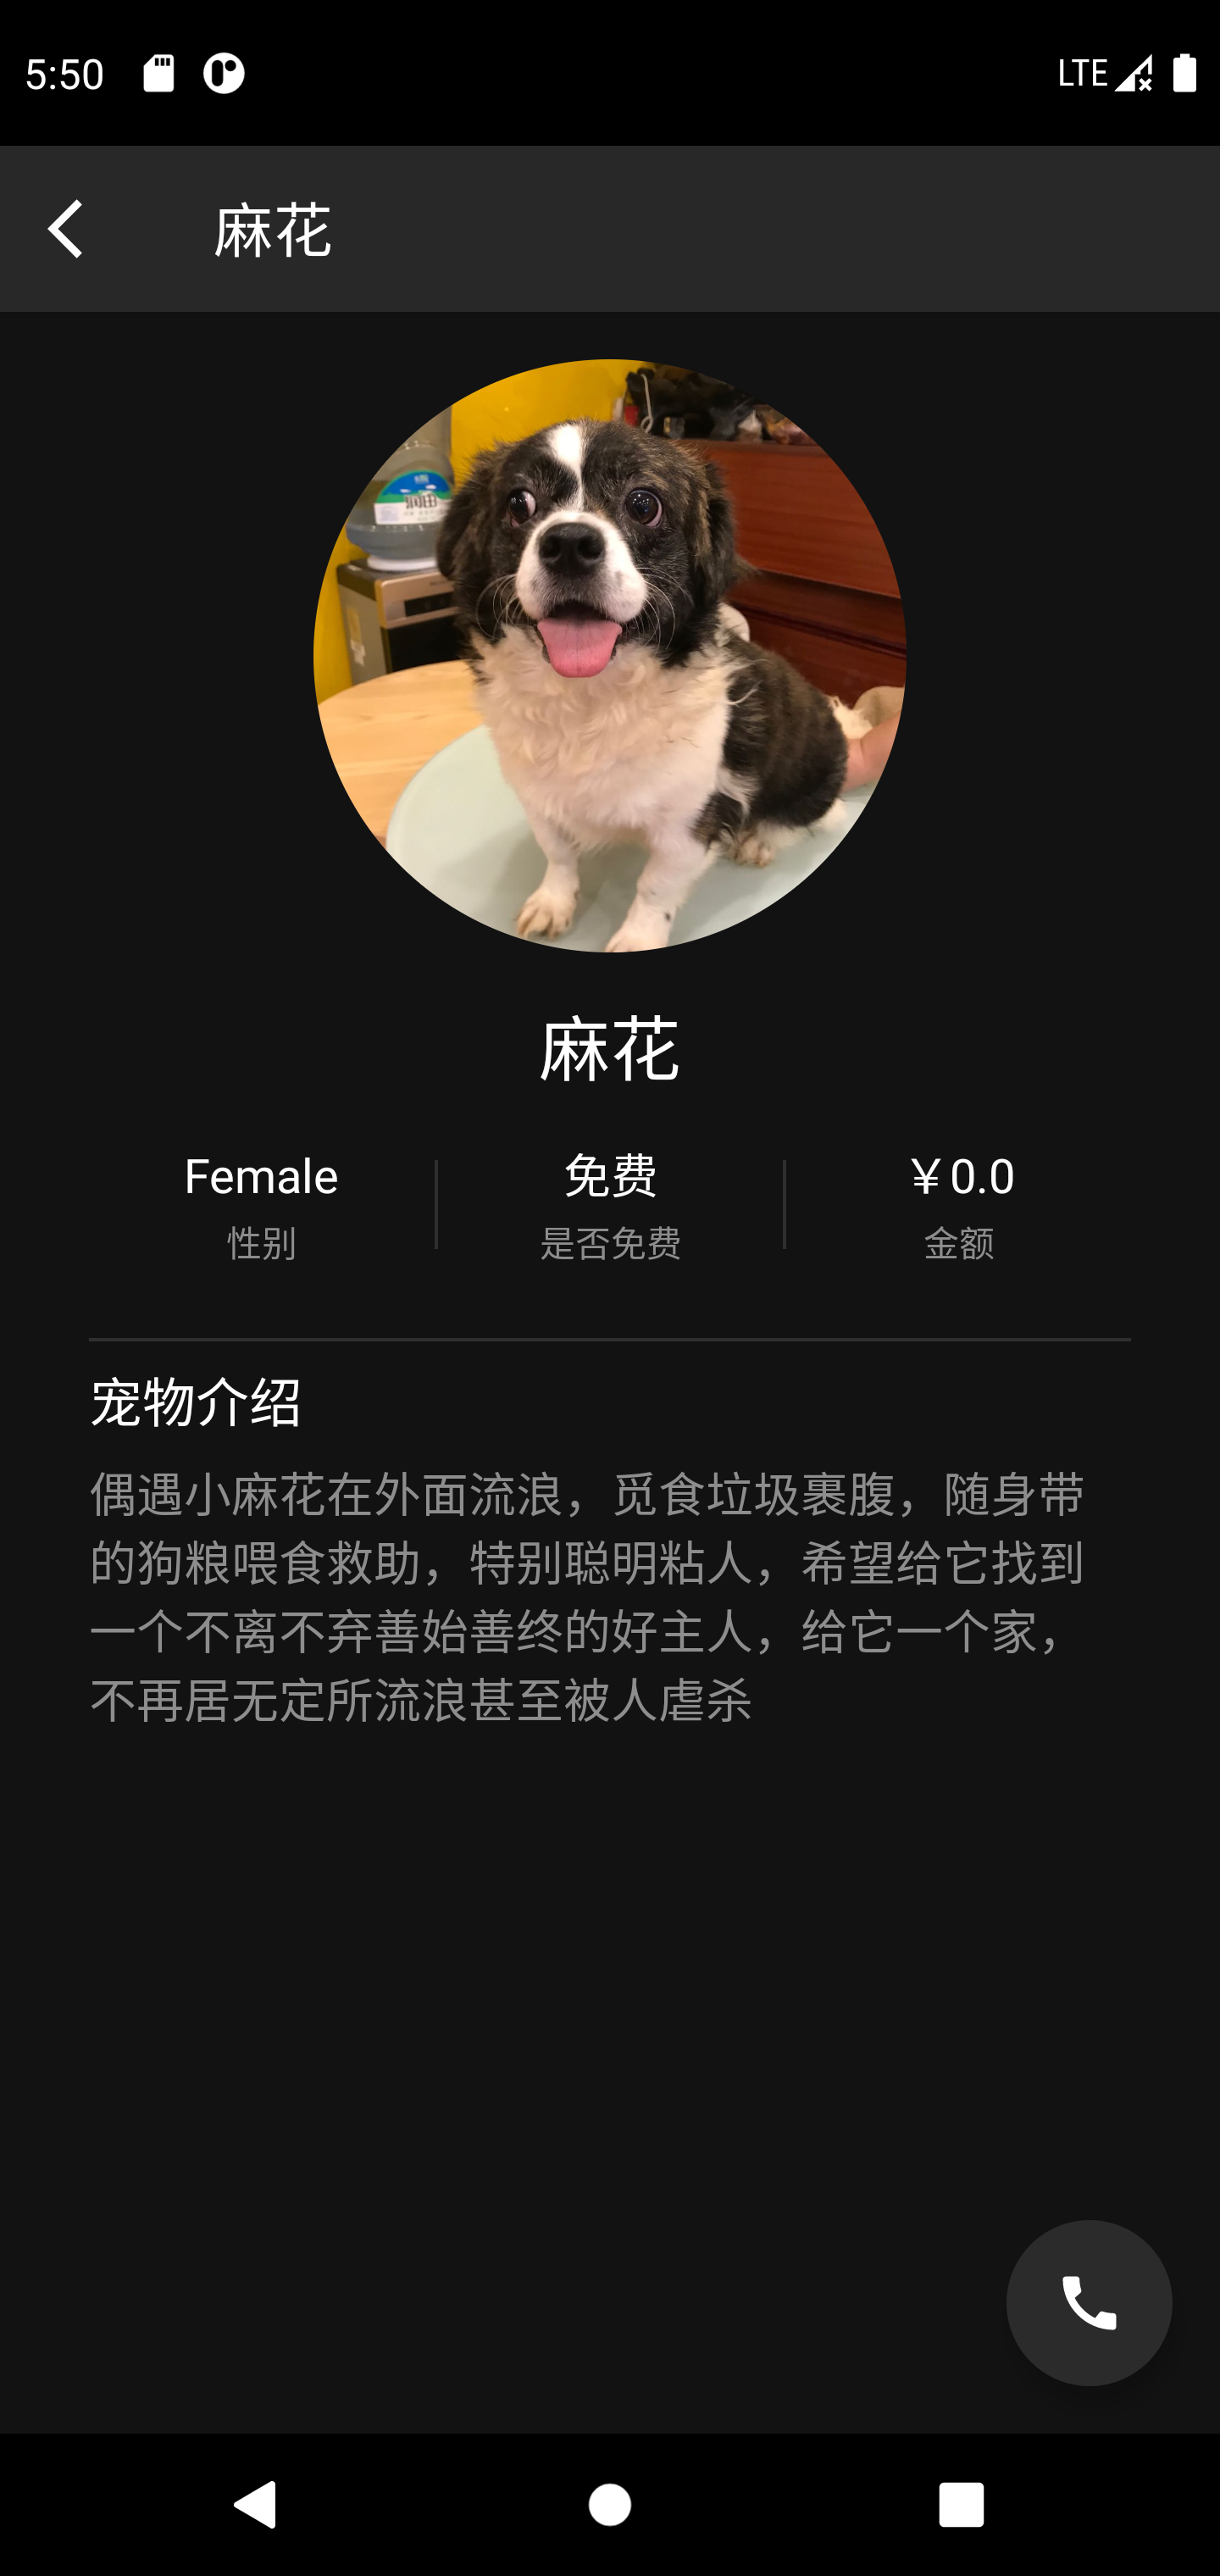 5:50
LTE
麻花
润田
麻花
Female
免费
￥0.0
性别
是否免费
金额
宠物介绍
偶遇小麻花在外面流浪，觅食垃圾裹腹，随身带
的狗粮喂食救助，特别聪明粘人，希望给它找到
一个不离不弃善始善终的好主人，给它一个家，
不再居无定所流浪甚至被人虐杀